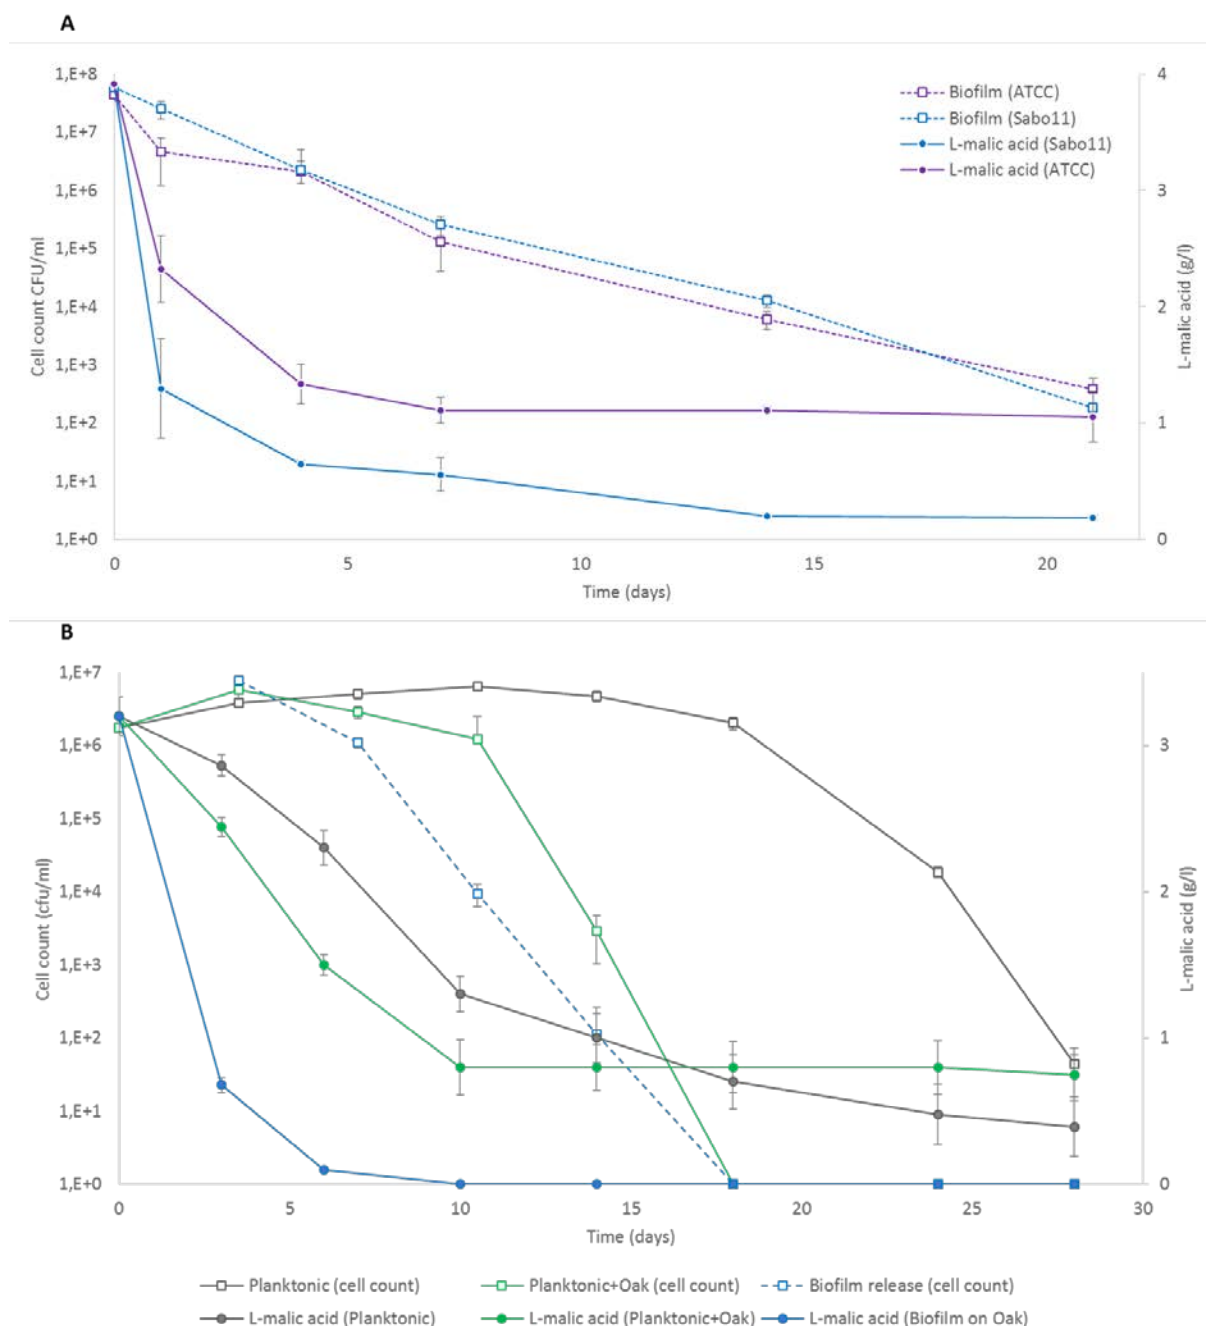 A
1,E+8
1,E+7
1,E+6
1,E+5
1,E+4
1,E+3
1,E+2
1,E+1
1,E+0
Cell count CFU/ml
4
3
2
1
0
L-malic acid (g/l)
Biofilm (ATCC)
Biofilm (Sabo11)
L-malic acid (Sabo11)
L-malic acid (ATCC)
0 5 10 15 20
Time (days)
B
1,E+7
1,E+6
1,E+5
1,E+4
1,E+3
1,E+2
1,E+1
1,E+0
Cell count (cfu/ml)
3
2
1
0
L-malic acid (g/l)
0 5 10 15 20 25 30
Time (days)
Planktonic (cell count) Planktonic+Oak (cell count) Biofilm release (cell count)
L-malic acid (Planktonic) L-malic acid (Planktonic+Oak) L-malic acid (Biofilm on Oak)